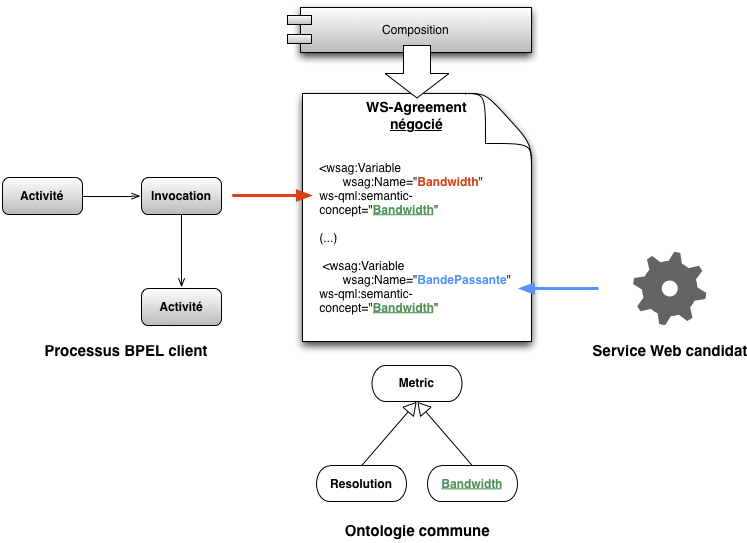 Composition
WS-Agreement
négocié
<wsag:Variable
wsag:Name="Bandwidth"
ws-qml:semantic-
concept="Bandwidth"
(...)
<wsag:Variable
wsag:Name="BandePassante"
ws-qml:semantic-
concept="Bandwidth"
Activité
Invocation
Activité
Processus BPEL client
Service Web candidat
Metric
Resolution
Bandwidth
Ontologie commune